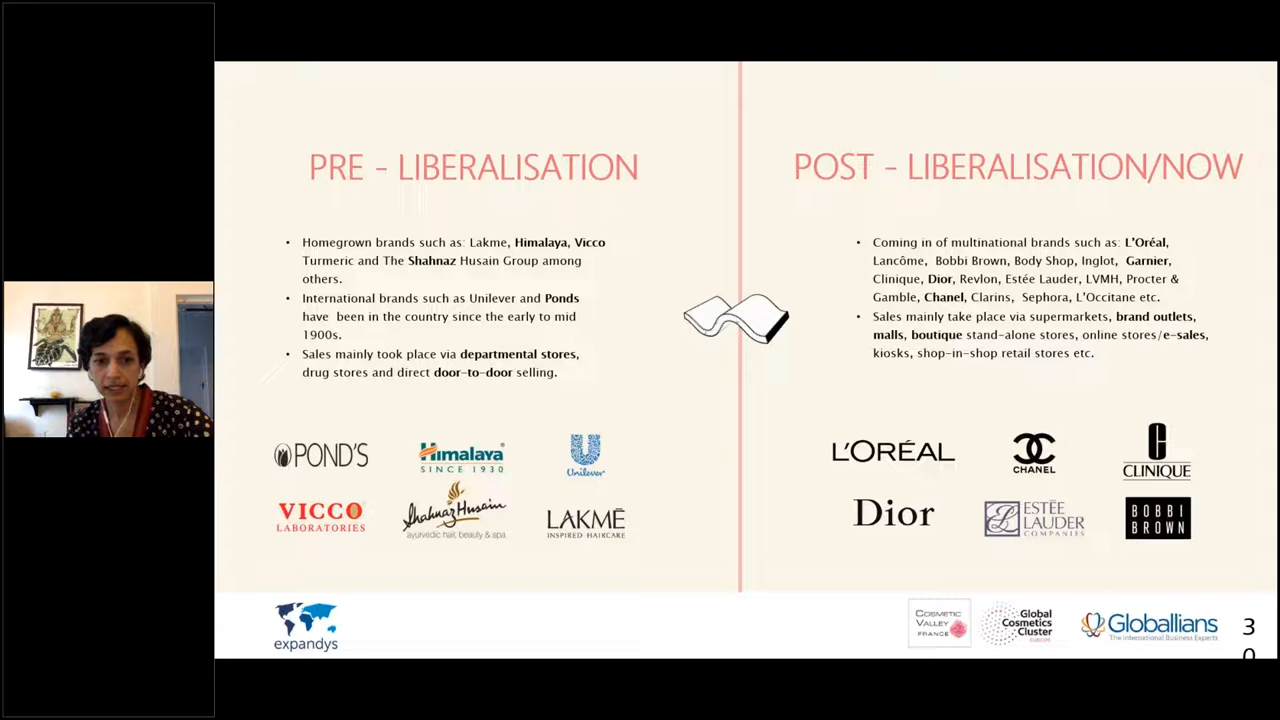 PRE - LIBERALISATION
• Homegrown brands such as: Lakme, Himalaya, Vicco
Turmeric and The Shahnaz Husain Group among
others.
• International brands such as Unilever and Ponds
have been in the country since the early to mid
1900s.
• Sales mainly took place via departmental stores,
drug stores and direct door-to-door selling.
POND'S
Himalaya
SINCE 1930
Unilever
VICCO
LABORATORIES
Shahnaz Husain
ayurvedic hair, beauty & spa
LAKMÉ
INSPIRED HAIRCARE
POST - LIBERALISATION/NOW
• Coming in of multinational brands such as: L'Oréal,
Lancôme, Bobbi Brown, Body Shop, Inglot, Garnier,
Clinique, Dior, Revlon, Estée Lauder, LVMH, Procter &
Gamble, Chanel, Clarins, Sephora, L'Occitane etc.
• Sales mainly take place via supermarkets, brand outlets,
malls, boutique stand-alone stores, online stores/e-sales,
kiosks, shop-in-shop retail stores etc.
L'ORÉAL
CHANEL
C
CLINIQUE
Dior
EL
ESTĒE
LAUDER
COMPANIES
BOBBI
BROWN
expandys
COSMETIC
VALLEY
FRANCE
Global
Cosmetics
Cluster
EUROPE
Globallians
The International Business Experts
3
0